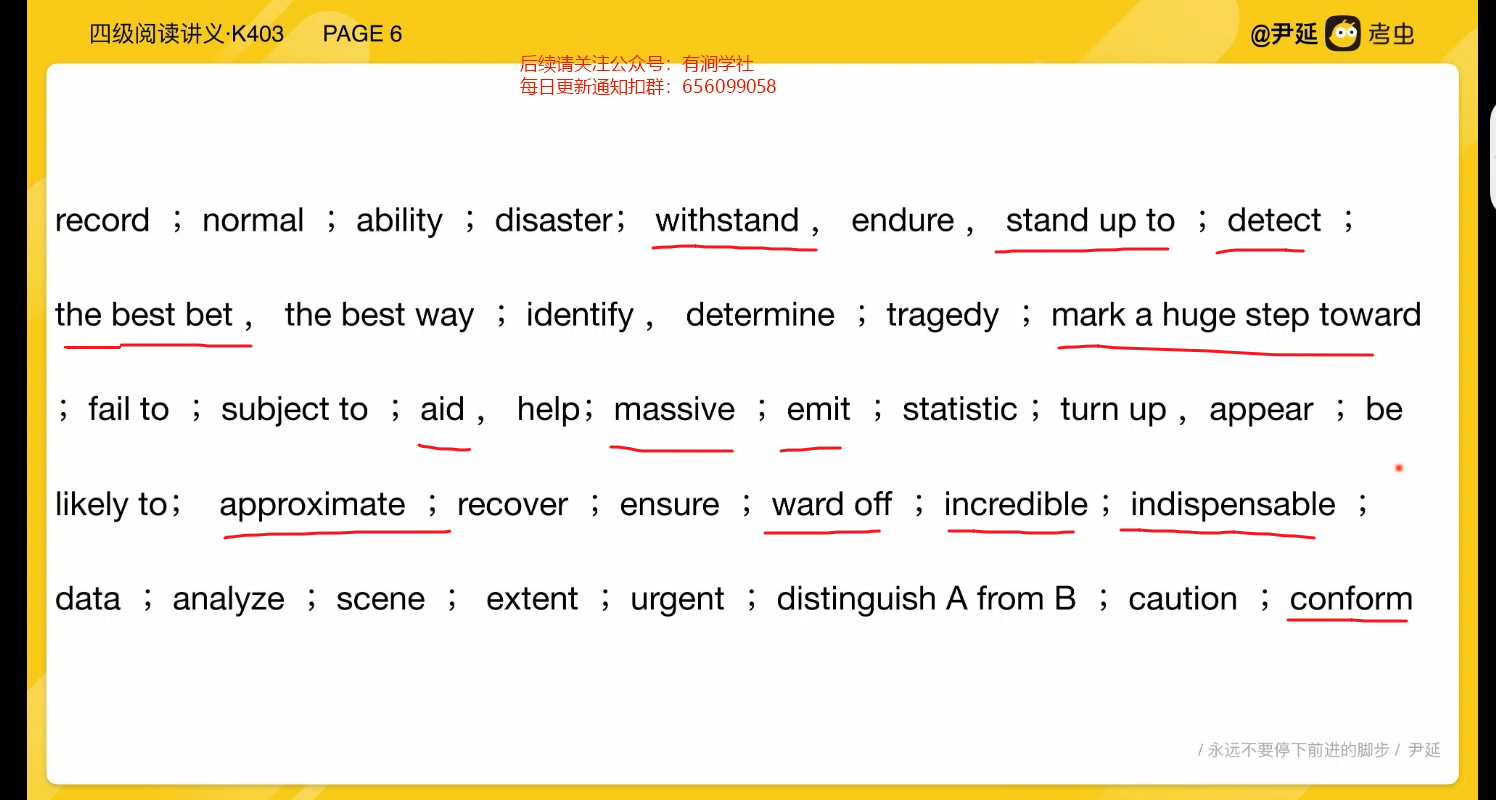 四级阅读讲义·K403 PAGE 6
@尹延 考虫
后续请关注公众号：有涧学社
每日更新通知扣群：656099058
record ；normal ；ability ；disaster； withstand ， endure ， stand up to ；detect ；
the best bet ， the best way ；identify ， determine ；tragedy ；mark a huge step toward
；fail to ；subject to ；aid ， help；massive ；emit ；statistic ；turn up ，appear ；be
likely to； approximate ；recover ；ensure ；ward off ；incredible ；indispensable ；
data ；analyze ；scene ； extent ；urgent ；distinguish A from B ；caution ；conform
/ 永远不要停下前进的脚步 / 尹延